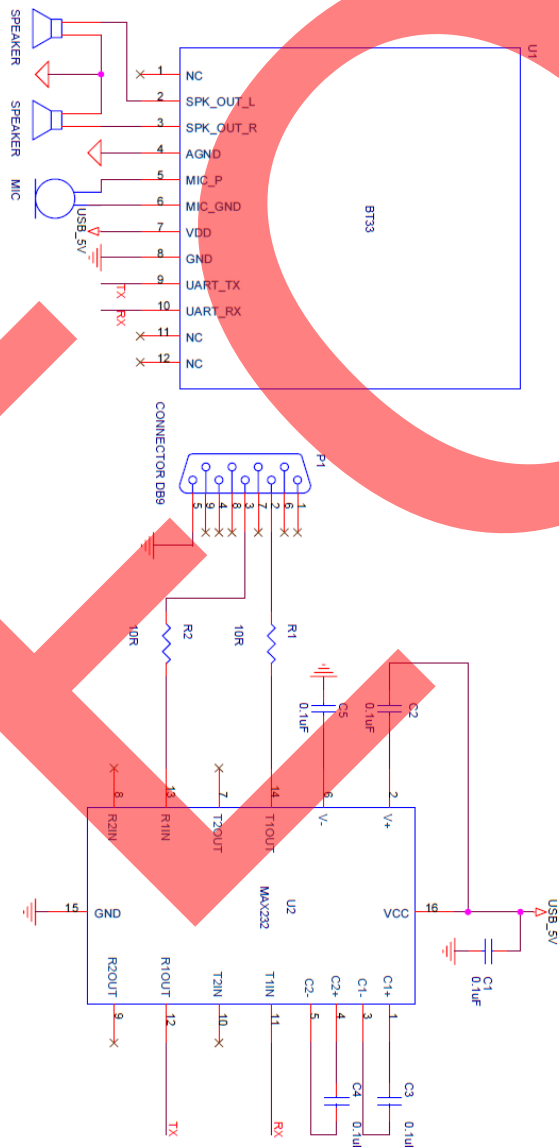 SPEAKER
SPEAKER
MIC
USB_5V
U1
BT33
1 NC
2 SPK_OUT_L
3 SPK_OUT_R
4 AGND
5 MIC_P
6 MIC_GND
7 VDD
8 GND
9 UART_TX
10 UART_RX
11 NC
12 NC
TX
RX
CONNECTOR DB9
P1
5 9 4 8 3 7 2 6 1
R2
10R
R1
10R
C5
0.1uF
C2
0.1uF
8 R2IN
13 R1IN
7 T2OUT
14 T1OUT
6 V-
2 V+
15 GND
U2
MAX232
VCC 16
USB_5V
C1
0.1uF
9 R2OUT
12 R1OUT
10 T2IN
11 T1IN
5 C2-
4 C2+
3 C1-
1 C1+
C4
0.1uF
C3
0.1uF
TX
RX